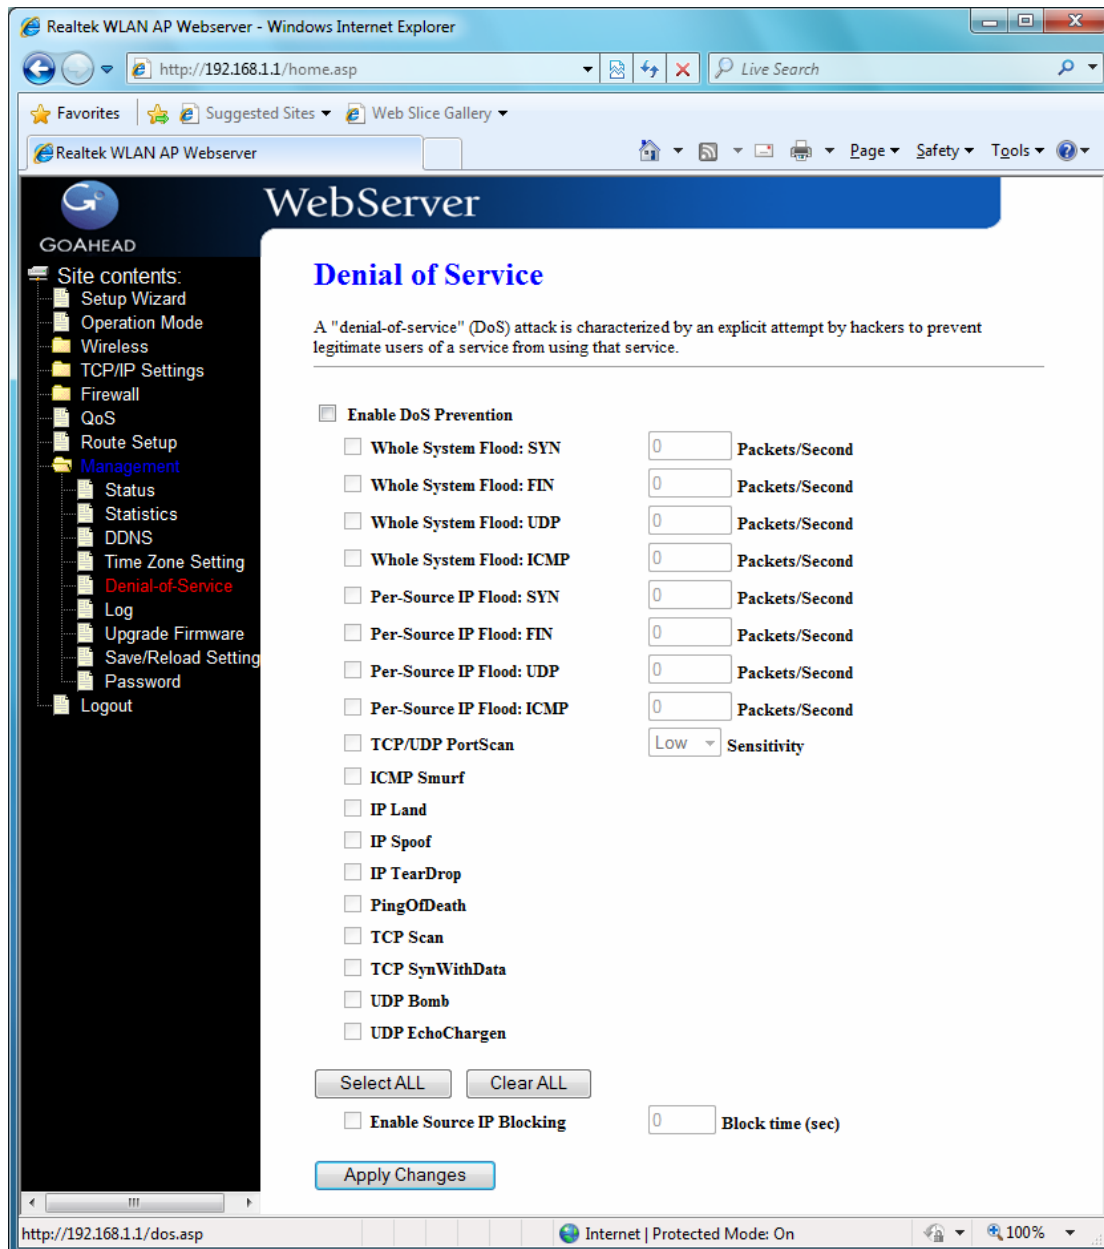 Realtek WLAN AP Webserver - Windows Internet Explorer
http://192.168.1.1/home.asp
Live Search
Favorites
Suggested Sites
Web Slice Gallery
Realtek WLAN AP Webserver
Page
Safety
Tools
GOAHEAD
WebServer
Site contents:
Setup Wizard
Operation Mode
Wireless
TCP/IP Settings
Firewall
QoS
Route Setup
Management
Status
Statistics
DDNS
Time Zone Setting
Denial-of-Service
Log
Upgrade Firmware
Save/Reload Setting
Password
Logout
Denial of Service
A "denial-of-service" (DoS) attack is characterized by an explicit attempt by hackers to prevent
legitimate users of a service from using that service.
Enable DoS Prevention
Whole System Flood: SYN 0 Packets/Second
Whole System Flood: FIN 0 Packets/Second
Whole System Flood: UDP 0 Packets/Second
Whole System Flood: ICMP 0 Packets/Second
Per-Source IP Flood: SYN 0 Packets/Second
Per-Source IP Flood: FIN 0 Packets/Second
Per-Source IP Flood: UDP 0 Packets/Second
Per-Source IP Flood: ICMP 0 Packets/Second
TCP/UDP PortScan Low Sensitivity
ICMP Smurf
IP Land
IP Spoof
IP TearDrop
PingOfDeath
TCP Scan
TCP SynWithData
UDP Bomb
UDP EchoChargen
Select ALL Clear ALL
Enable Source IP Blocking 0 Block time (sec)
Apply Changes
http://192.168.1.1/dos.asp
Internet | Protected Mode: On
100%